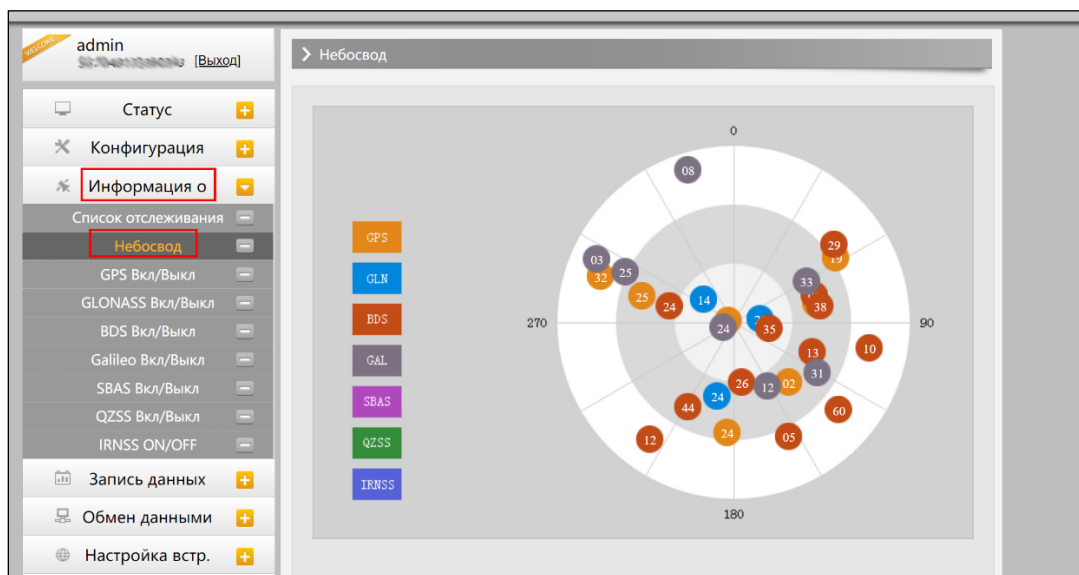 WELCOME
admin
[Выход]
Статус
Конфигурация
Информация о
Список отслеживания
Небосвод
GPS Вкл/Выкл
GLONASS Вкл/Выкл
BDS Вкл/Выкл
Galileo Вкл/Выкл
SBAS Вкл/Выкл
QZSS Вкл/Выкл
IRNSS ON/OFF
Запись данных
Обмен данными
Настройка встр.
Небосвод
GPS
GLN
BDS
GAL
SBAS
QZSS
IRNSS
0
08
29
19
03
25
32
33
25
24
14
38
270
24
35
90
13
10
31
26
12
02
24
44
60
12
24
05
180